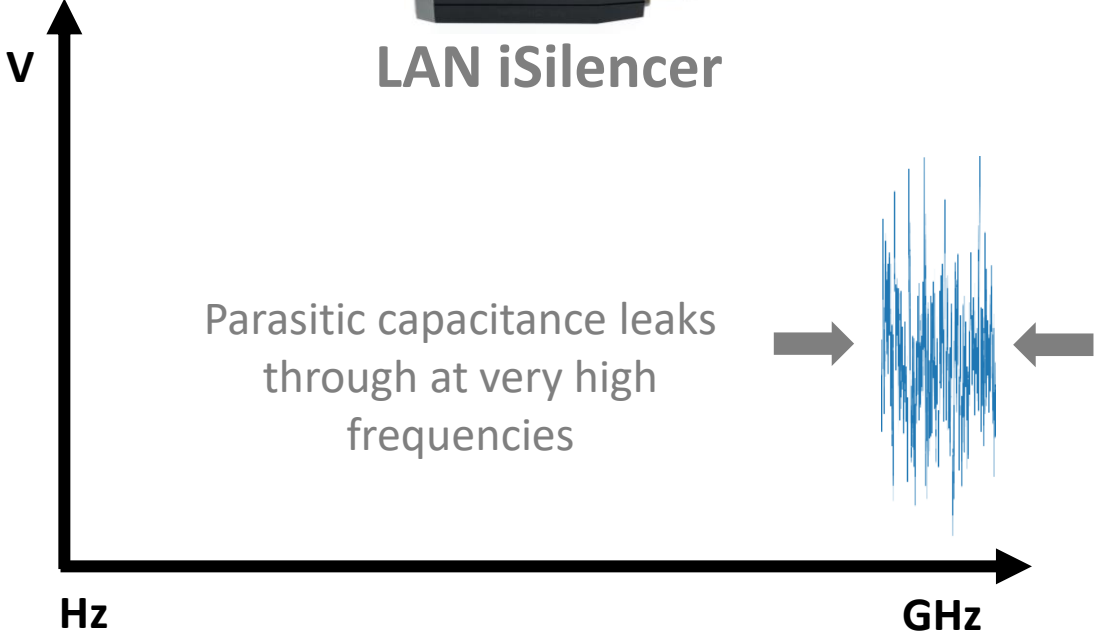 V
LAN iSilencer
Parasitic capacitance leaks
through at very high
frequencies
Hz
GHz